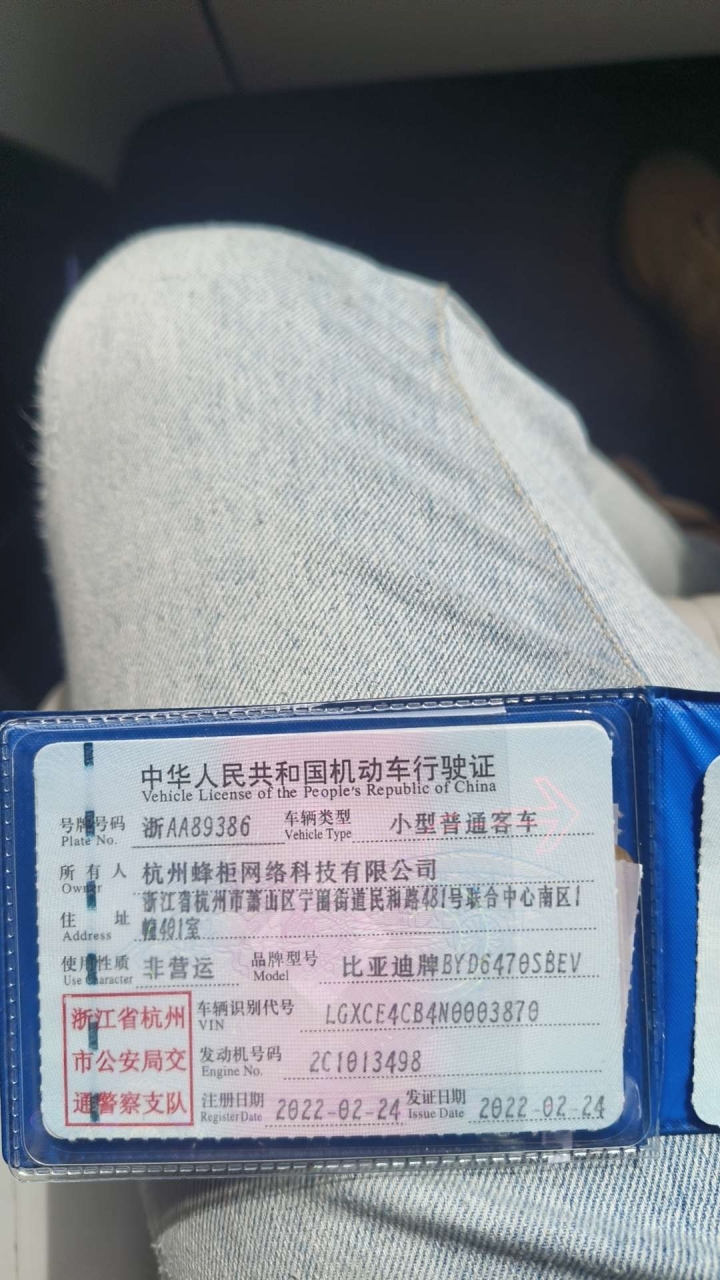 中华人民共和国机动车行驶证
Vehicle License of the People's Republic of China
号牌号码 浙AA89386 车辆类型 小型普通客车
Plate No. Vehicle Type
所有人 杭州蜂柜网络科技有限公司
Owner
住址 浙江省杭州市萧山区宁围街道民和路481号联合中心南区1
Address 幢401室
使用性质 非营运 品牌型号 比亚迪牌BYD6470SBEV
Use Character Model
浙江省杭州 车辆识别代号 LGXCE4CB4N0003870
VIN
市公安局交 发动机号码 2C1013498
Engine No.
通警察支队 注册日期 2022-02-24 发证日期 2022-02-24
Register Date Issue Date